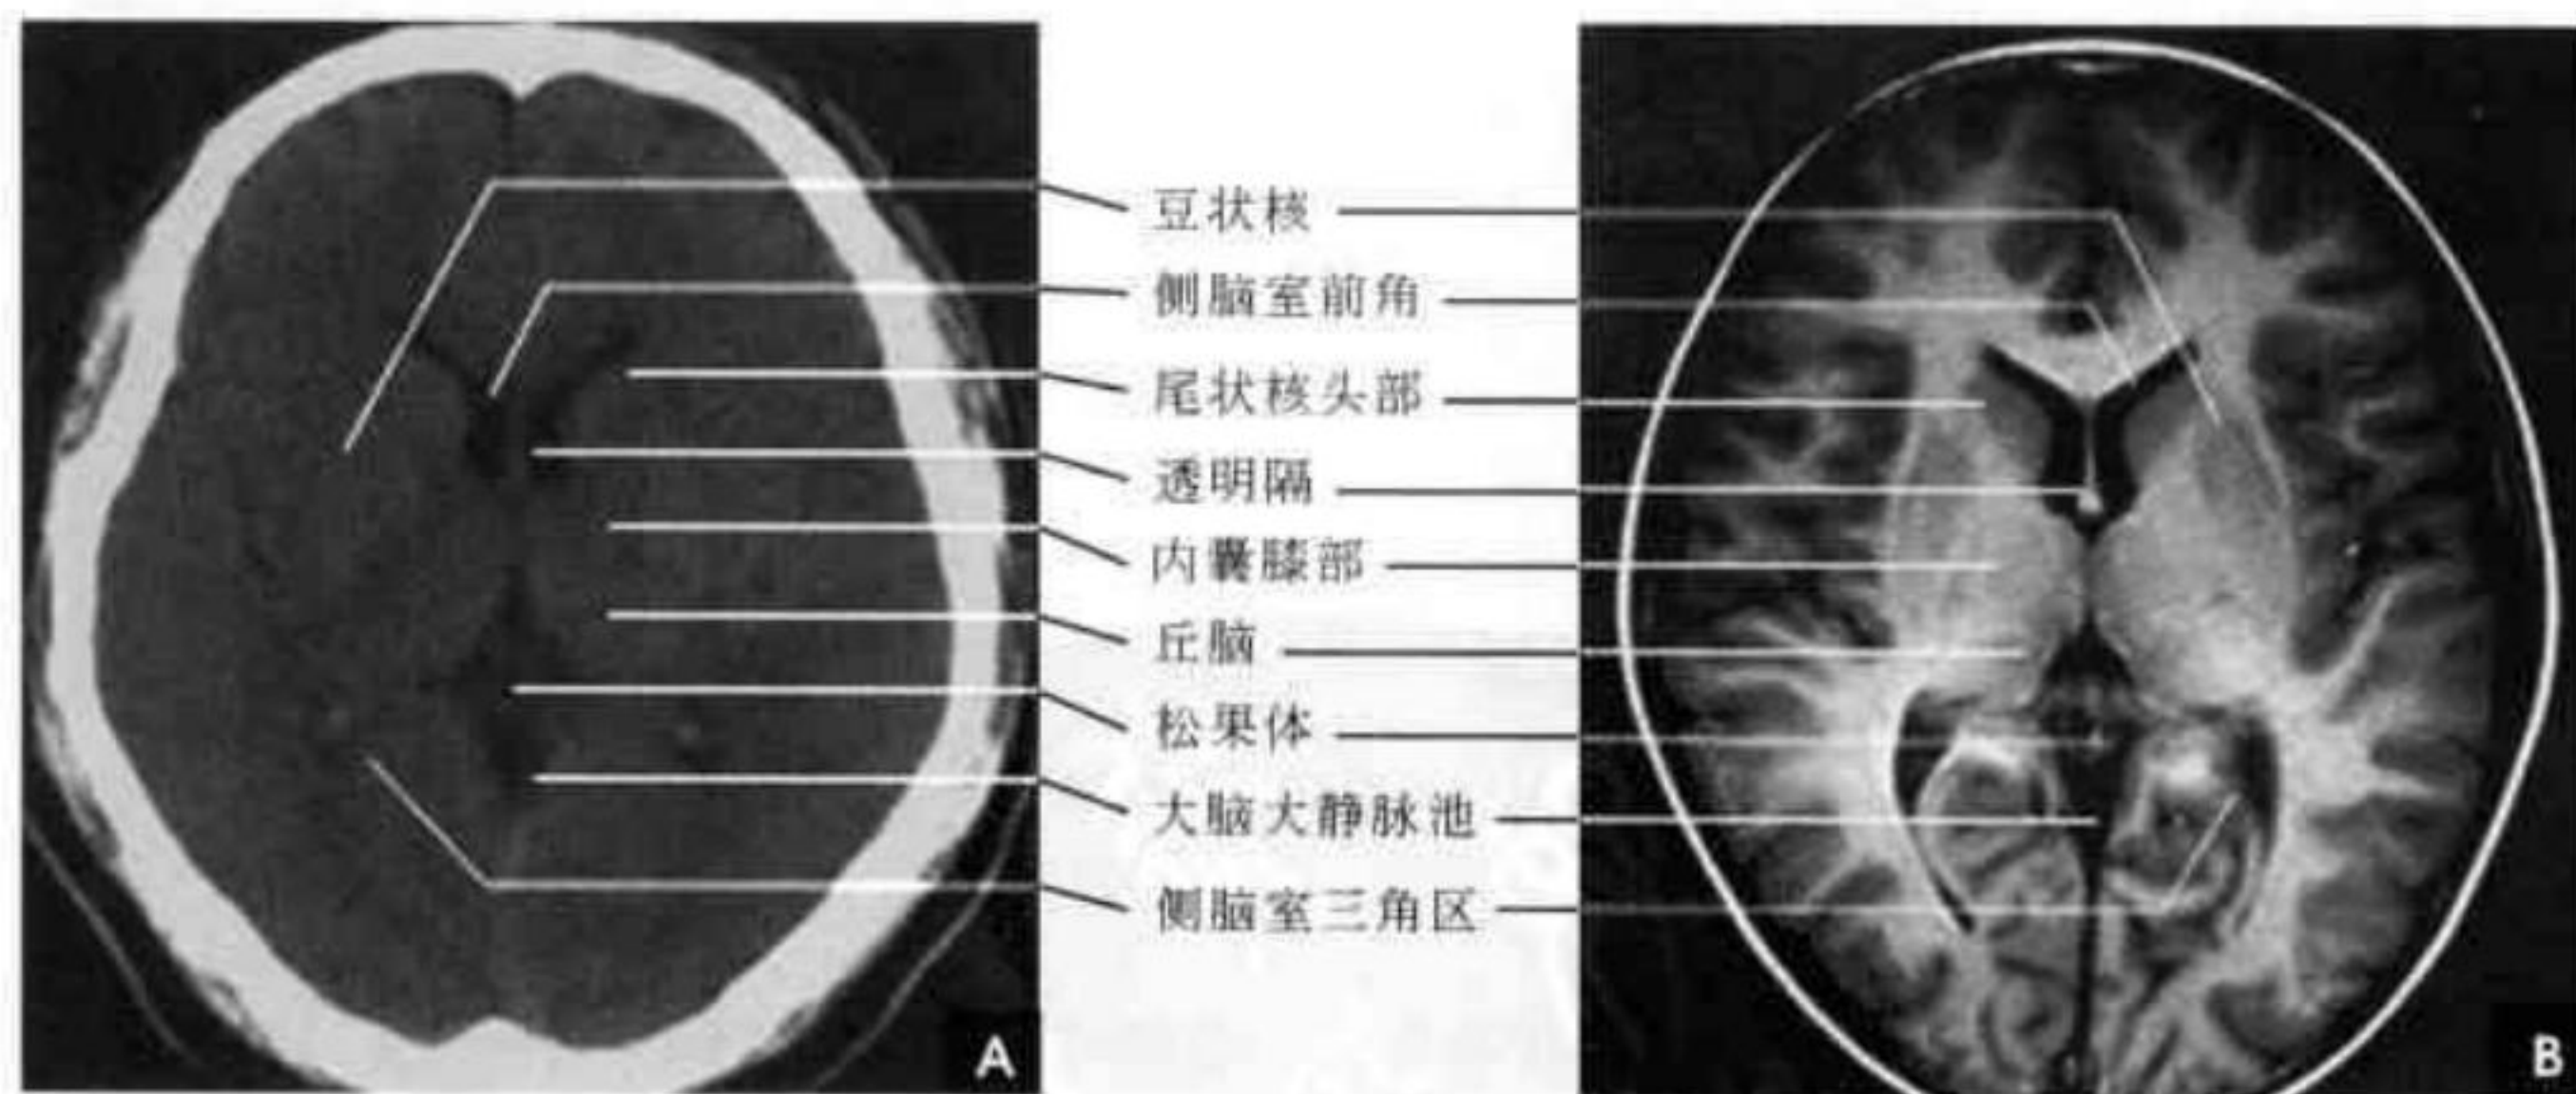 豆状核
侧脑室前角
尾状核头部
透明隔
内囊膝部
丘脑
松果体
大脑大静脉池
侧脑室三角区
A
B